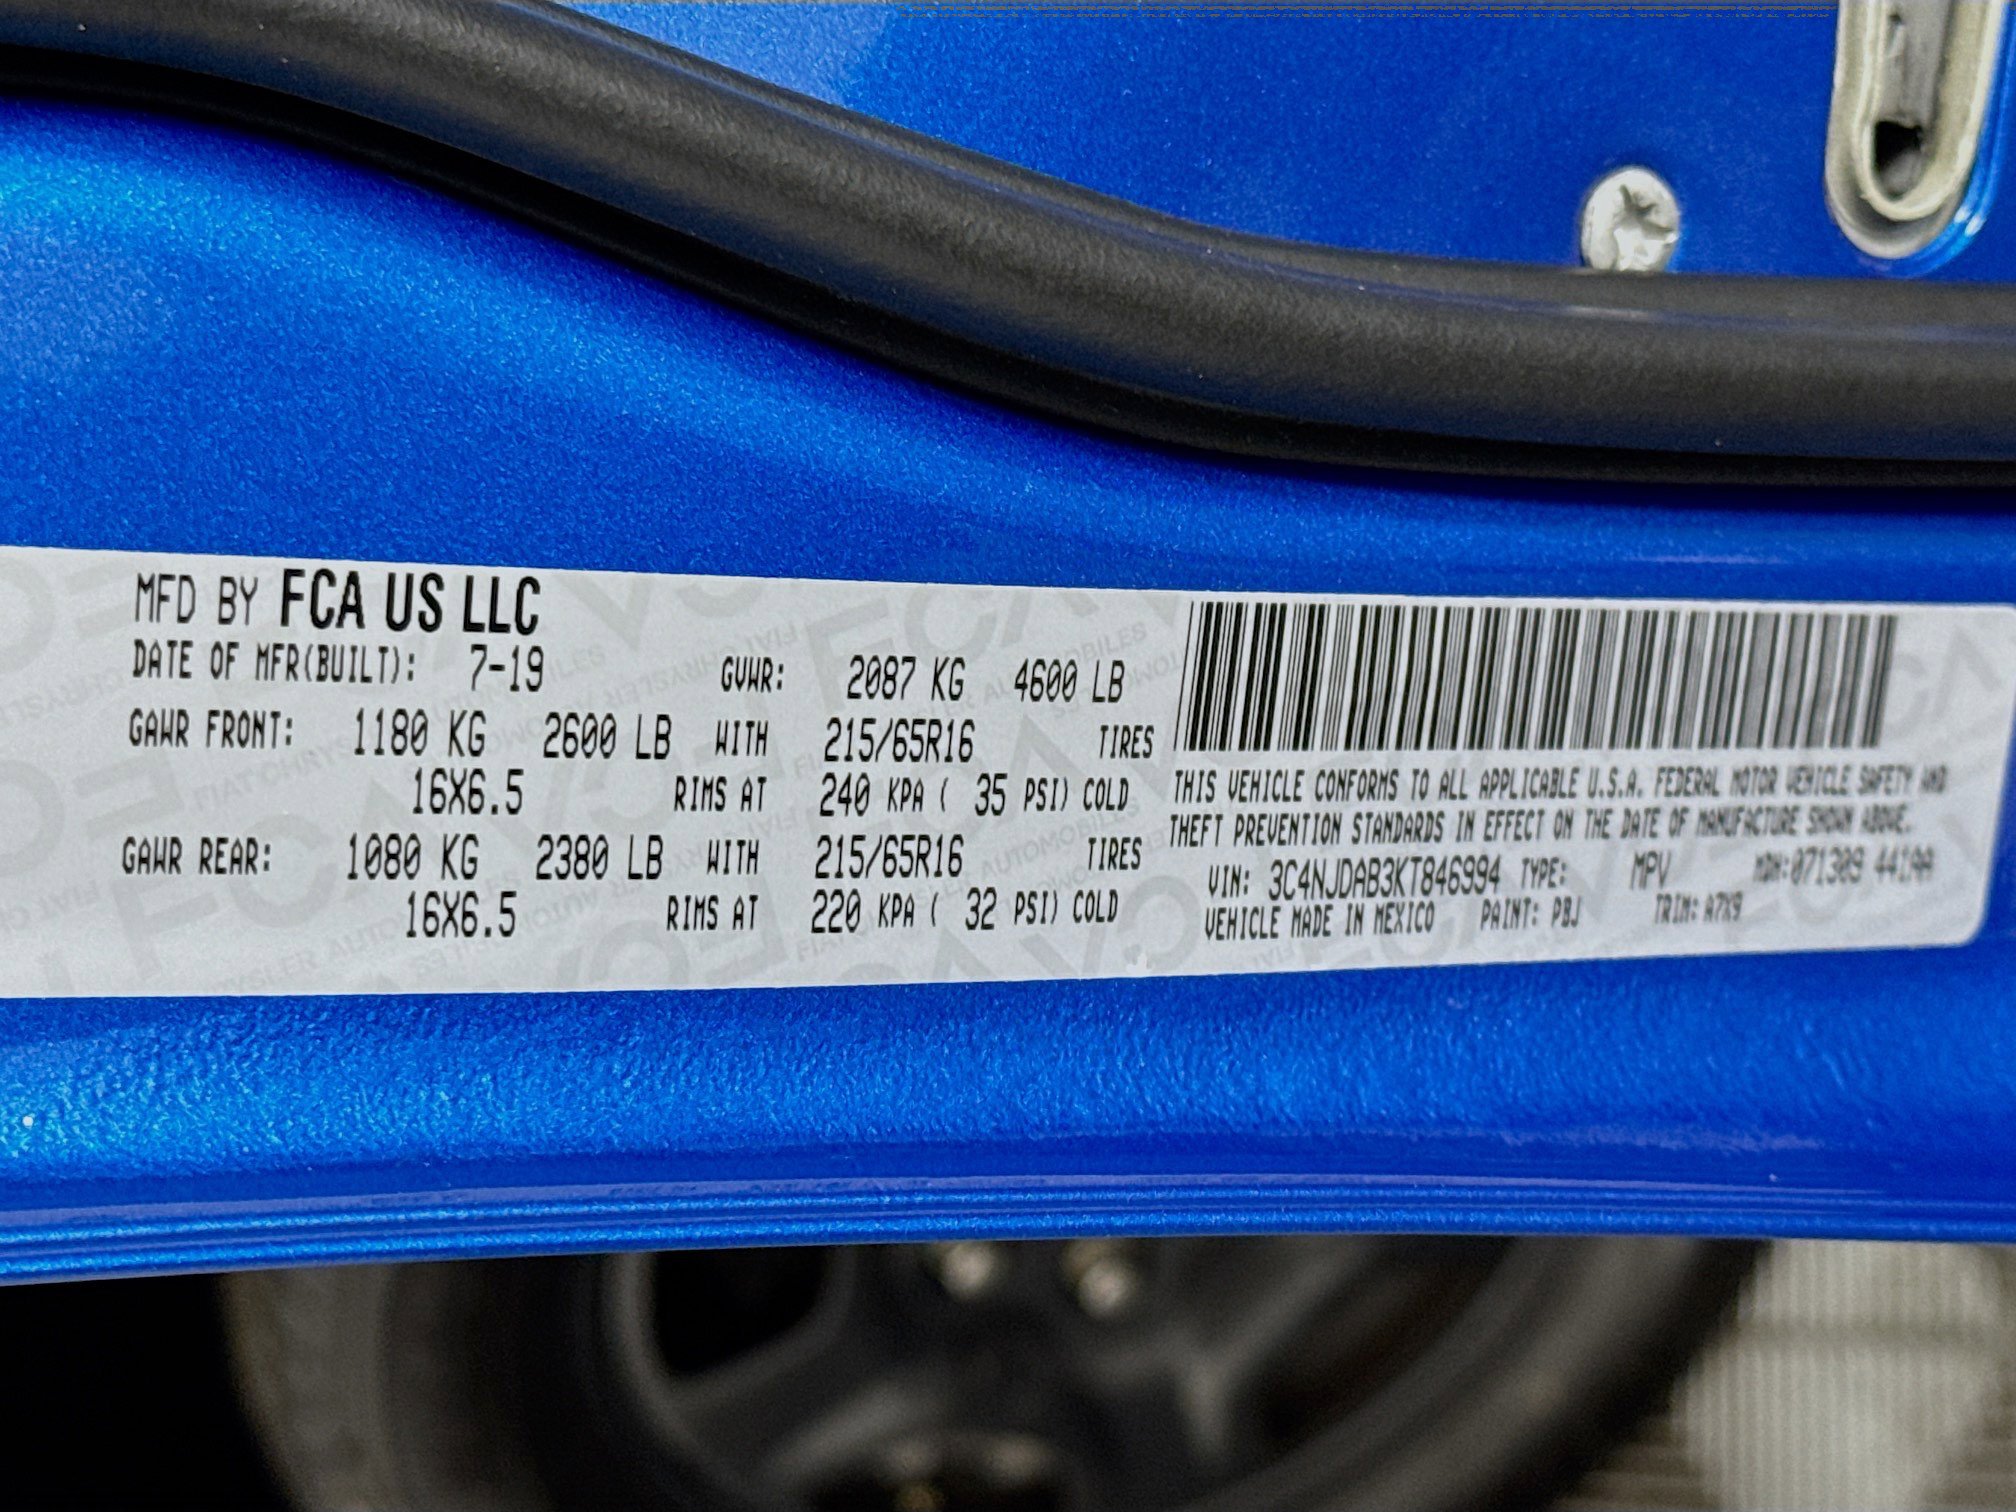 MFD BY FCA US LLC
DATE OF MFR(BUILT): 7-19 GVWR: 2087 KG 4600 LB
GAWR FRONT: 1180 KG 2600 LB WITH 215/65R16 TIRES
16X6.5 RIMS AT 240 KPA ( 35 PSI) COLD
GAWR REAR: 1080 KG 2380 LB WITH 215/65R16 TIRES
16X6.5 RIMS AT 220 KPA ( 32 PSI) COLD
THIS VEHICLE CONFORMS TO ALL APPLICABLE U.S.A. FEDERAL MOTOR VEHICLE SAFETY AND
THEFT PREVENTION STANDARDS IN EFFECT ON THE DATE OF MANUFACTURE SHOWN ABOVE.
VIN: 3C4NJDAB3KT846994 TYPE: MPV MDH:071309
VEHICLE MADE IN MEXICO PAINT: PBJ TRIM: A7X9